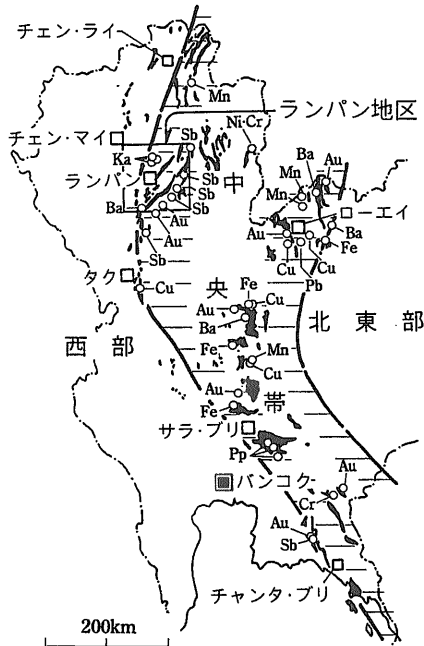 チェン・ライ
Mn
ランパン地区
チェン・マイ
Sb
Ni・Cr
Ka
Ba
Au
ランパン
Sb
中
Mn
Mn
ローエイ
Ba
Sb
Sb
Au
Au
Au
Ba
Fe
Sb
Cu
Cu
タク
Cu
Pb
Fe
央
Au
Cu
Ba
北東部
西部
Fe
Mn
Cu
Au
帯
Fe
サラ・ブリ
Pp
バンコク
Au
Cr
Au
Sb
チャンタ・ブリ
200km